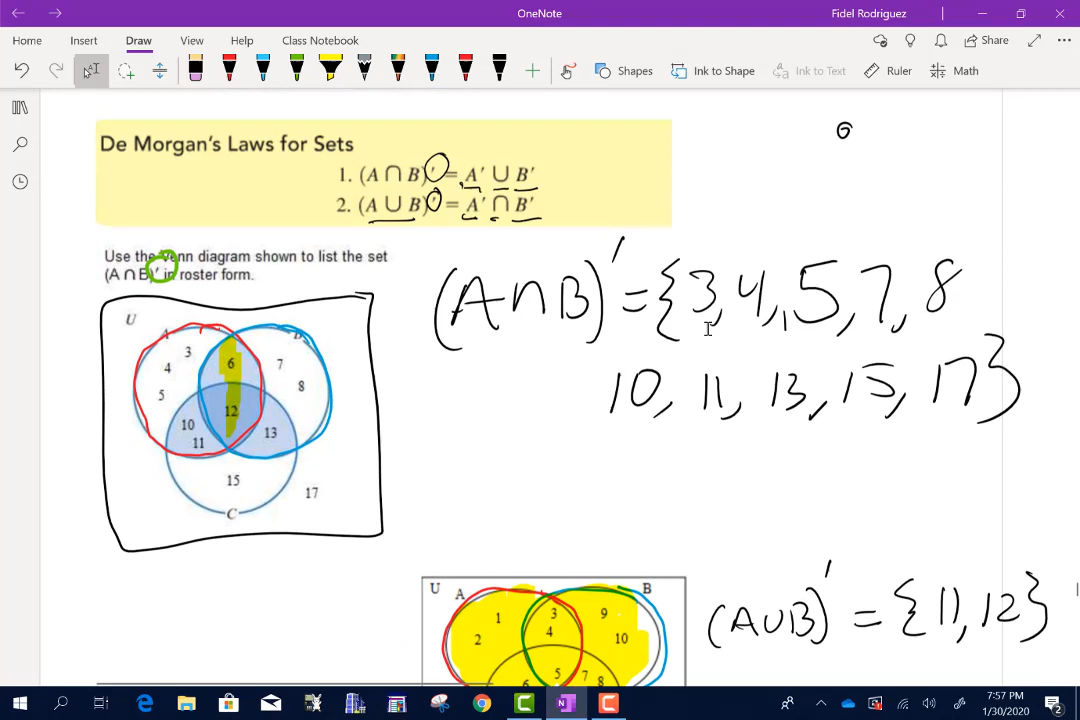 OneNote
Fidel Rodriguez
Home Insert Draw View Help Class Notebook
Share
Shapes Ink to Shape Ink to Text Ruler Math
De Morgan's Laws for Sets
1. (A ∩ B)' = A' ∪ B'
2. (A ∪ B)' = A' ∩ B'
Use the Venn diagram shown to list the set
(A ∩ B)' in roster form.
(A∩B)' = {3, 4, 5, 7, 8
10, 11, 13, 15, 17}
U
A
B
3
6
7
4
8
5
12
10
13
11
15
17
C
(A∪B)' = {11, 12}
U A B
1 3 9
2 4 10
5 7
6 8
7:57 PM
1/30/2020
2